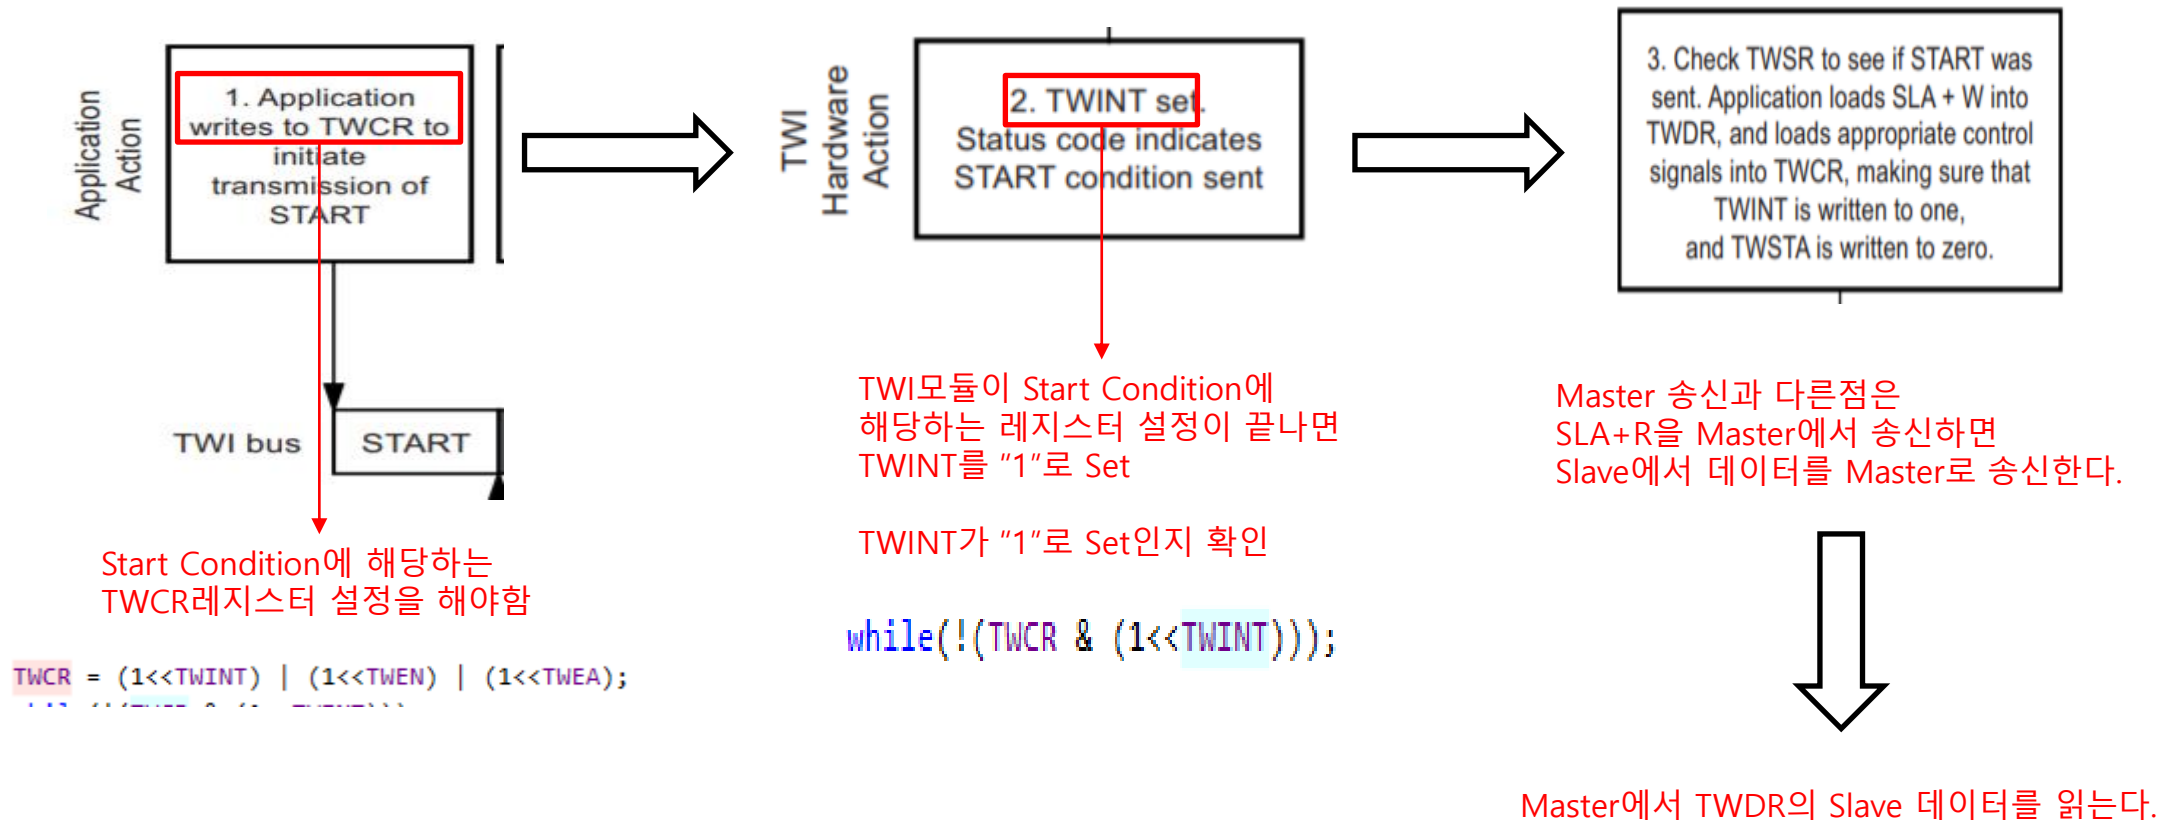 Application
Action
1. Application
writes to TWCR to
initiate
transmission of
START
TWI bus
START
Start Condition에 해당하는
TWCR레지스터 설정을 해야함
TWCR = (1<<TWINT) | (1<<TWEN) | (1<<TWEA);
TWI
Hardware
Action
2. TWINT set.
Status code indicates
START condition sent
TWI모듈이 Start Condition에
해당하는 레지스터 설정이 끝나면
TWINT를 "1"로 Set
TWINT가 "1"로 Set인지 확인
while(!(TWCR & (1<<TWINT)));
3. Check TWSR to see if START was
sent. Application loads SLA + W into
TWDR, and loads appropriate control
signals into TWCR, making sure that
TWINT is written to one,
and TWSTA is written to zero.
Master 송신과 다른점은
SLA+R을 Master에서 송신하면
Slave에서 데이터를 Master로 송신한다.
Master에서 TWDR의 Slave 데이터를 읽는다.